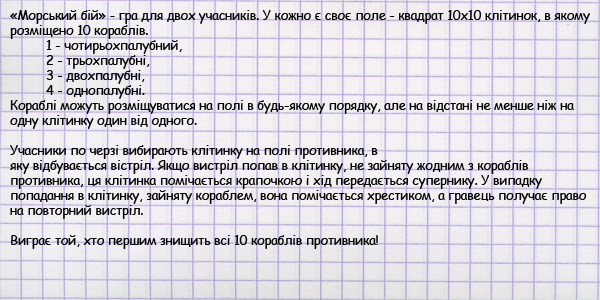 «Морський бій» - гра для двох учасників. У кожно є своє поле - квадрат 10х10 клітинок, в якому
розміщено 10 кораблів.
1 - чотирьохпалубний,
2 - трьохпалубні,
3 - двохпалубні,
4 - однопалубні.
Кораблі можуть розміщуватися на полі в будь-якому порядку, але на відстані не менше ніж на
одну клітинку один від одного.
Учасники по черзі вибирають клітинку на полі противника, в
яку відбувається вістріл. Якщо вистріл попав в клітинку, не зайняту жодним з кораблів
противника, ця клітинка помічається крапочкою і хід передається супернику. У випадку
попадання в клітинку, зайняту кораблем, вона помічається хрестиком, а гравець получає право
на повторний вистріл.
Виграє той, хто першим знищить всі 10 кораблів противника!